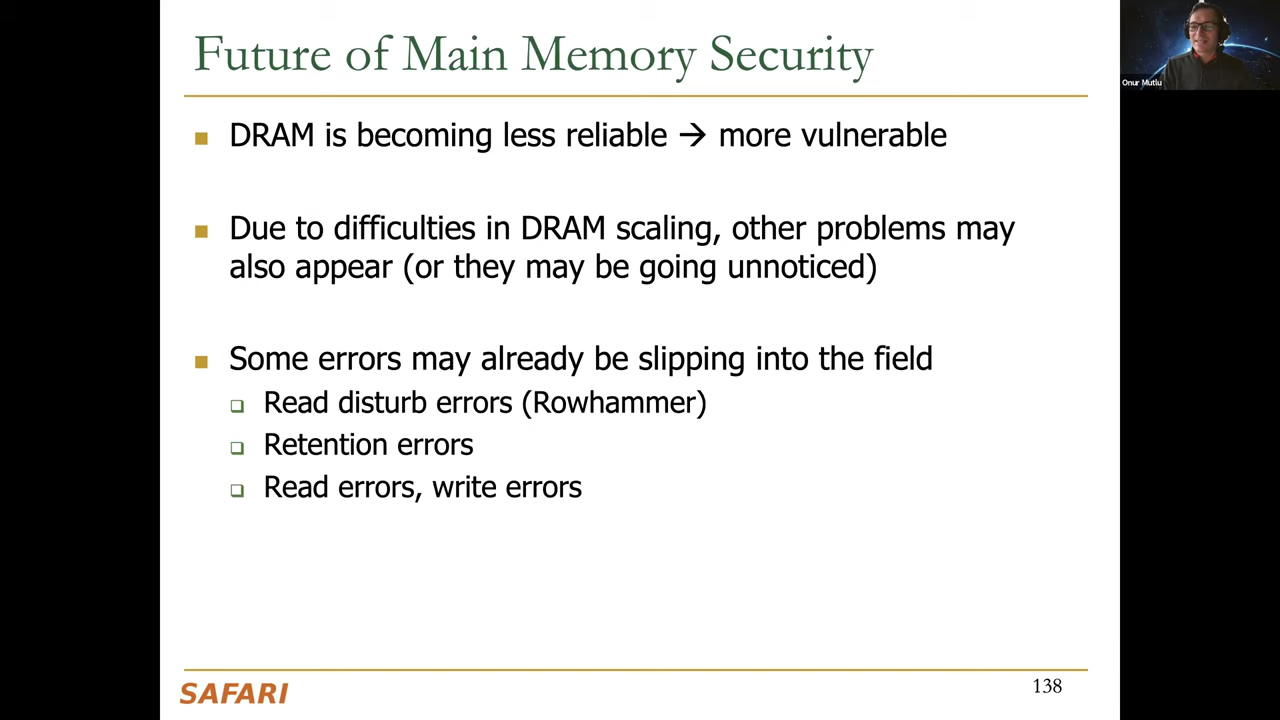 Future of Main Memory Security
Onur Mutlu
DRAM is becoming less reliable → more vulnerable
Due to difficulties in DRAM scaling, other problems may
also appear (or they may be going unnoticed)
Some errors may already be slipping into the field
Read disturb errors (Rowhammer)
Retention errors
Read errors, write errors
SAFARI
138